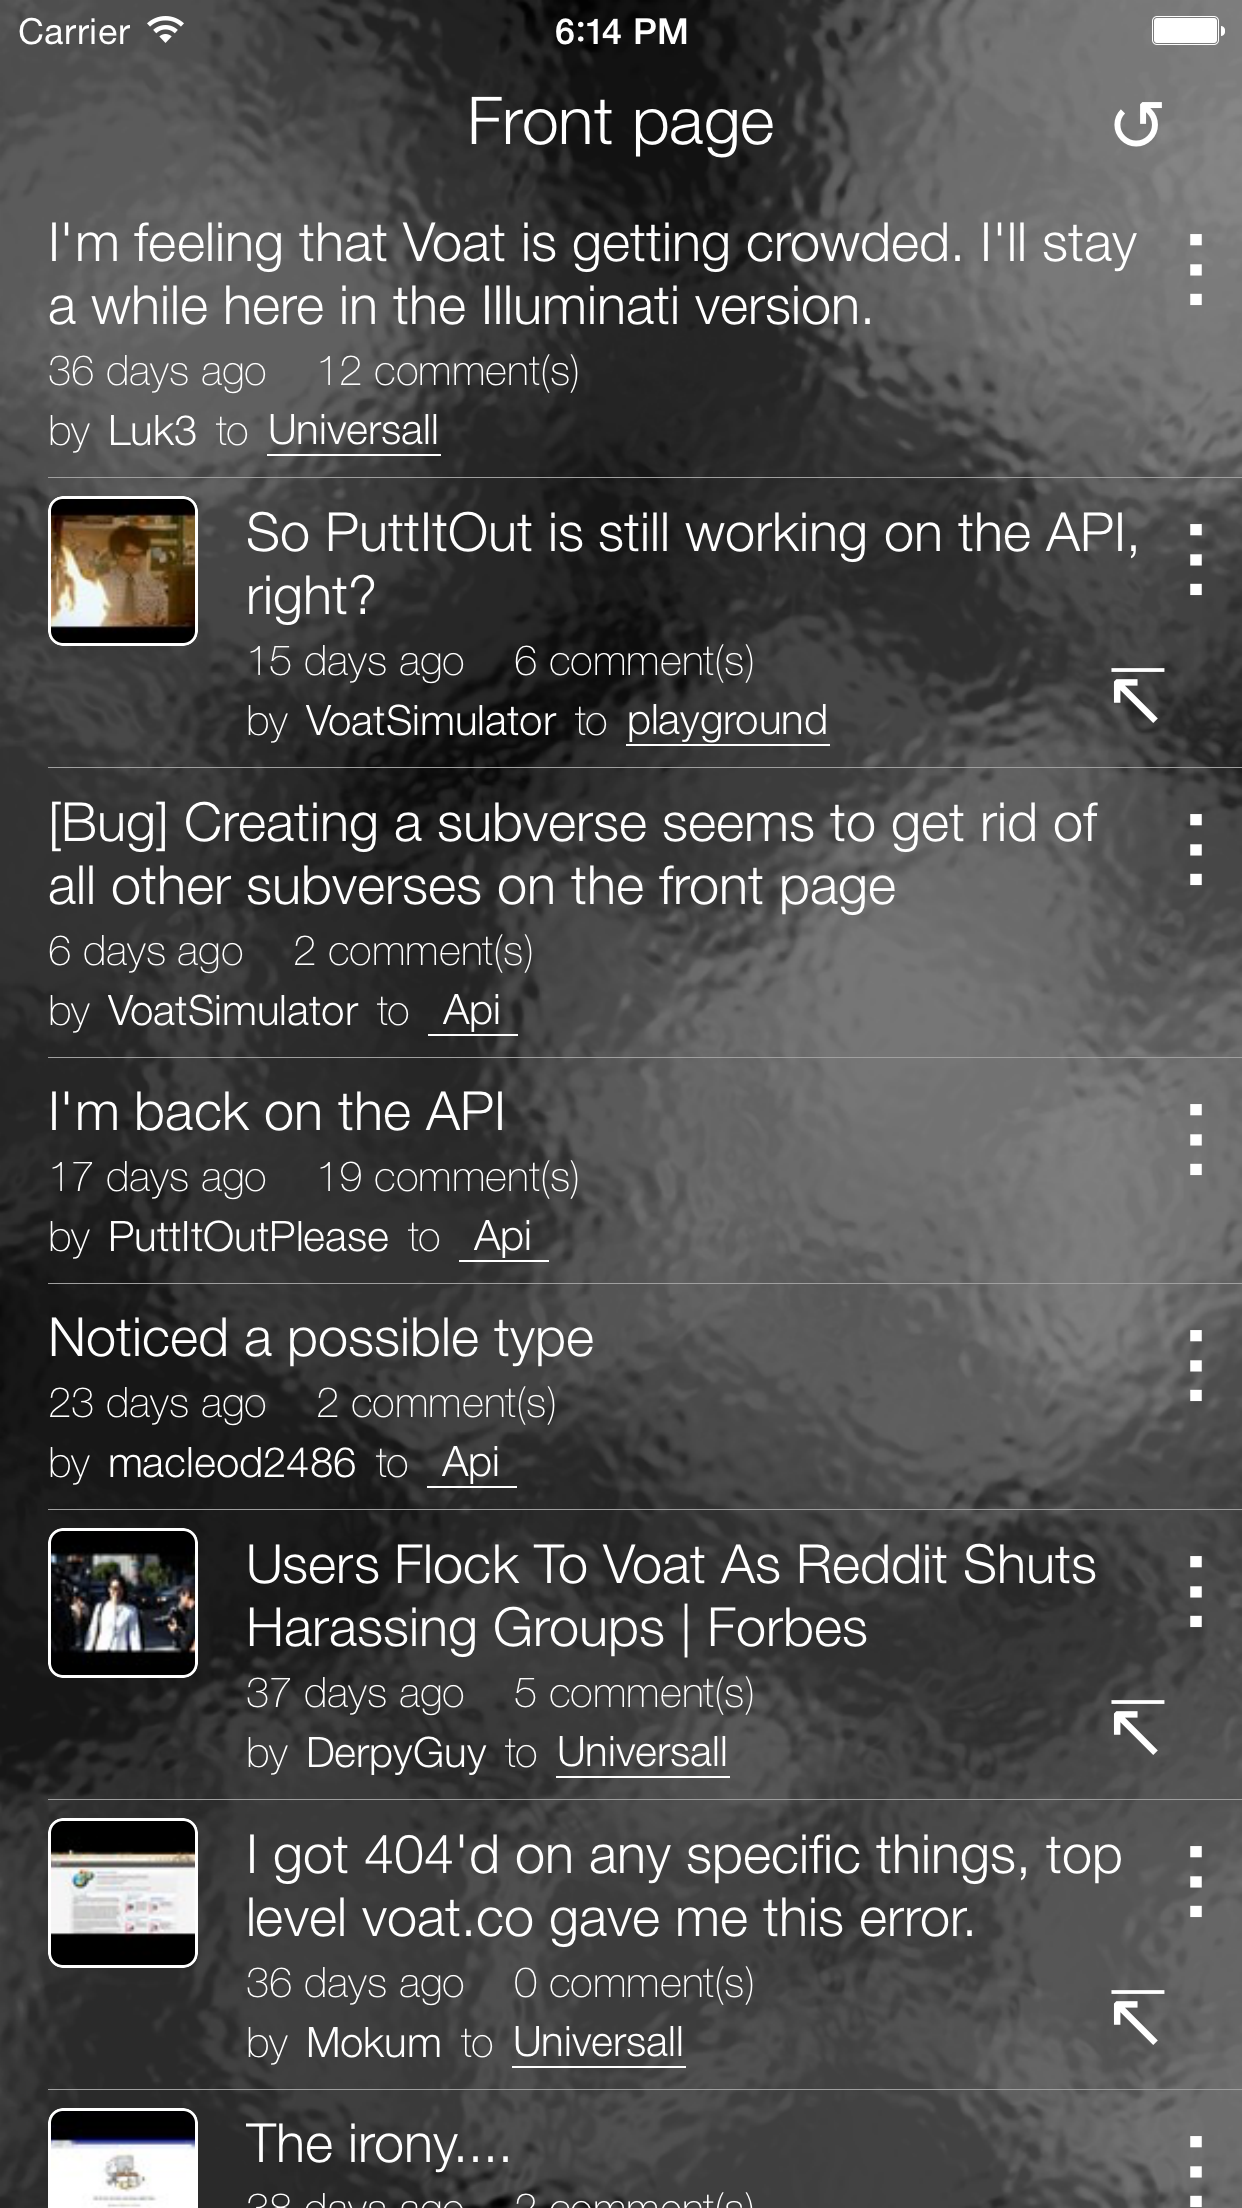 Carrier 6:14 PM
Front page
I'm feeling that Voat is getting crowded. I'll stay
a while here in the Illuminati version.
36 days ago 12 comment(s)
by Luk3 to Universall
So PuttItOut is still working on the API,
right?
15 days ago 6 comment(s)
by VoatSimulator to playground
[Bug] Creating a subverse seems to get rid of
all other subverses on the front page
6 days ago 2 comment(s)
by VoatSimulator to Api
I'm back on the API
17 days ago 19 comment(s)
by PuttItOutPlease to Api
Noticed a possible type
23 days ago 2 comment(s)
by macleod2486 to Api
Users Flock To Voat As Reddit Shuts
Harassing Groups | Forbes
37 days ago 5 comment(s)
by DerpyGuy to Universall
I got 404'd on any specific things, top
level voat.co gave me this error.
36 days ago 0 comment(s)
by Mokum to Universall
The irony....
38 days ago 2 comment(s)